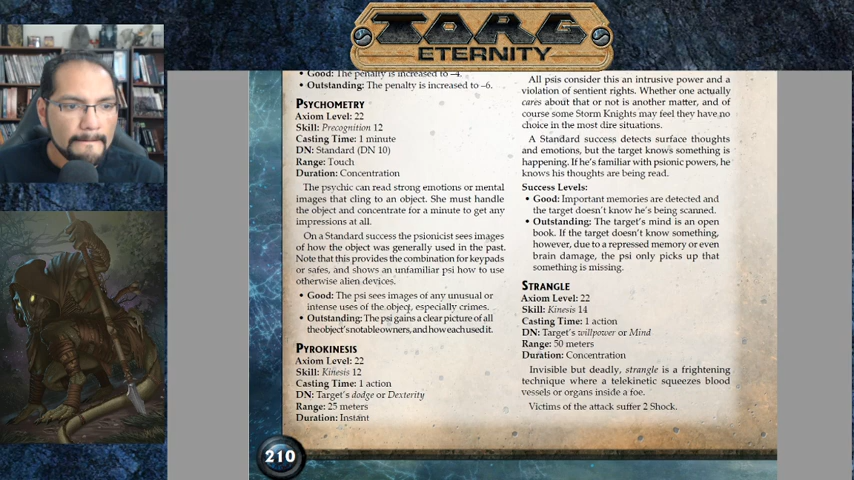 TORG
ETERNITY
• Good: The penalty is increased to –4.
• Outstanding: The penalty is increased to –6.
PSYCHOMETRY
Axiom Level: 22
Skill: Precognition 12
Casting Time: 1 minute
DN: Standard (DN 10)
Range: Touch
Duration: Concentration
The psychic can read strong emotions or mental
images that cling to an object. She must handle
the object and concentrate for a minute to get any
impressions at all.
On a Standard success the psionicist sees images
of how the object was generally used in the past.
Note that this provides the combination for keypads
or safes, and shows an unfamiliar psi how to use
otherwise alien devices.
• Good: The psi sees images of any unusual or
intense uses of the object, especially crimes.
• Outstanding: The psi gains a clear picture of all
the object's notable owners, and how each used it.
PYROKINESIS
Axiom Level: 22
Skill: Kinesis 12
Casting Time: 1 action
DN: Target's dodge or Dexterity
Range: 25 meters
Duration: Instant
All psis consider this an intrusive power and a
violation of sentient rights. Whether one actually
cares about that or not is another matter, and of
course some Storm Knights may feel they have no
choice in the most dire situations.
A Standard success detects surface thoughts
and emotions, but the target knows something is
happening. If he's familiar with psionic powers, he
knows his thoughts are being read.
Success Levels:
• Good: Important memories are detected and
the target doesn't know he's being scanned.
• Outstanding: The target's mind is an open
book. If the target doesn't know something,
however, due to a repressed memory or even
brain damage, the psi only picks up that
something is missing.
STRANGLE
Axiom Level: 22
Skill: Kinesis 14
Casting Time: 1 action
DN: Target's willpower or Mind
Range: 50 meters
Duration: Concentration
Invisible but deadly, strangle is a frightening
technique where a telekinetic squeezes blood
vessels or organs inside a foe.
Victims of the attack suffer 2 Shock.
210